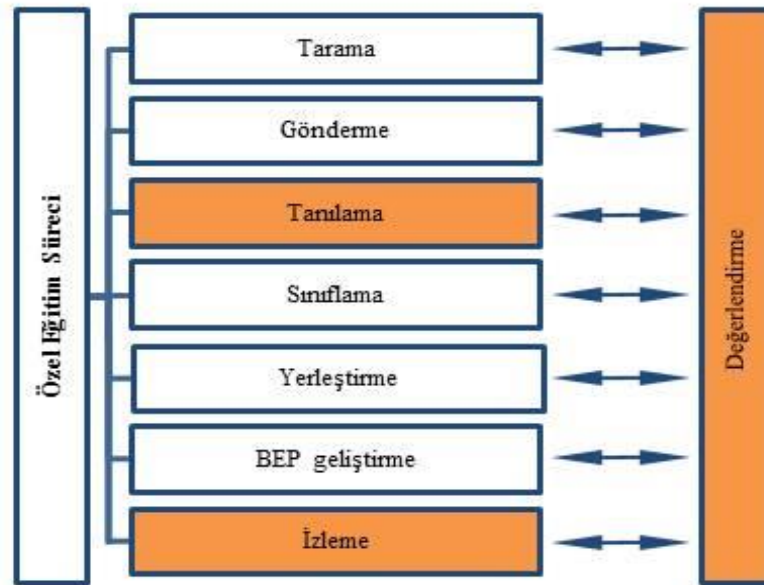 Özel Eğitim Süreci
Tarama
Gönderme
Tanılama
Sınıflama
Yerleştirme
BEP geliştirme
İzleme
Değerlendirme